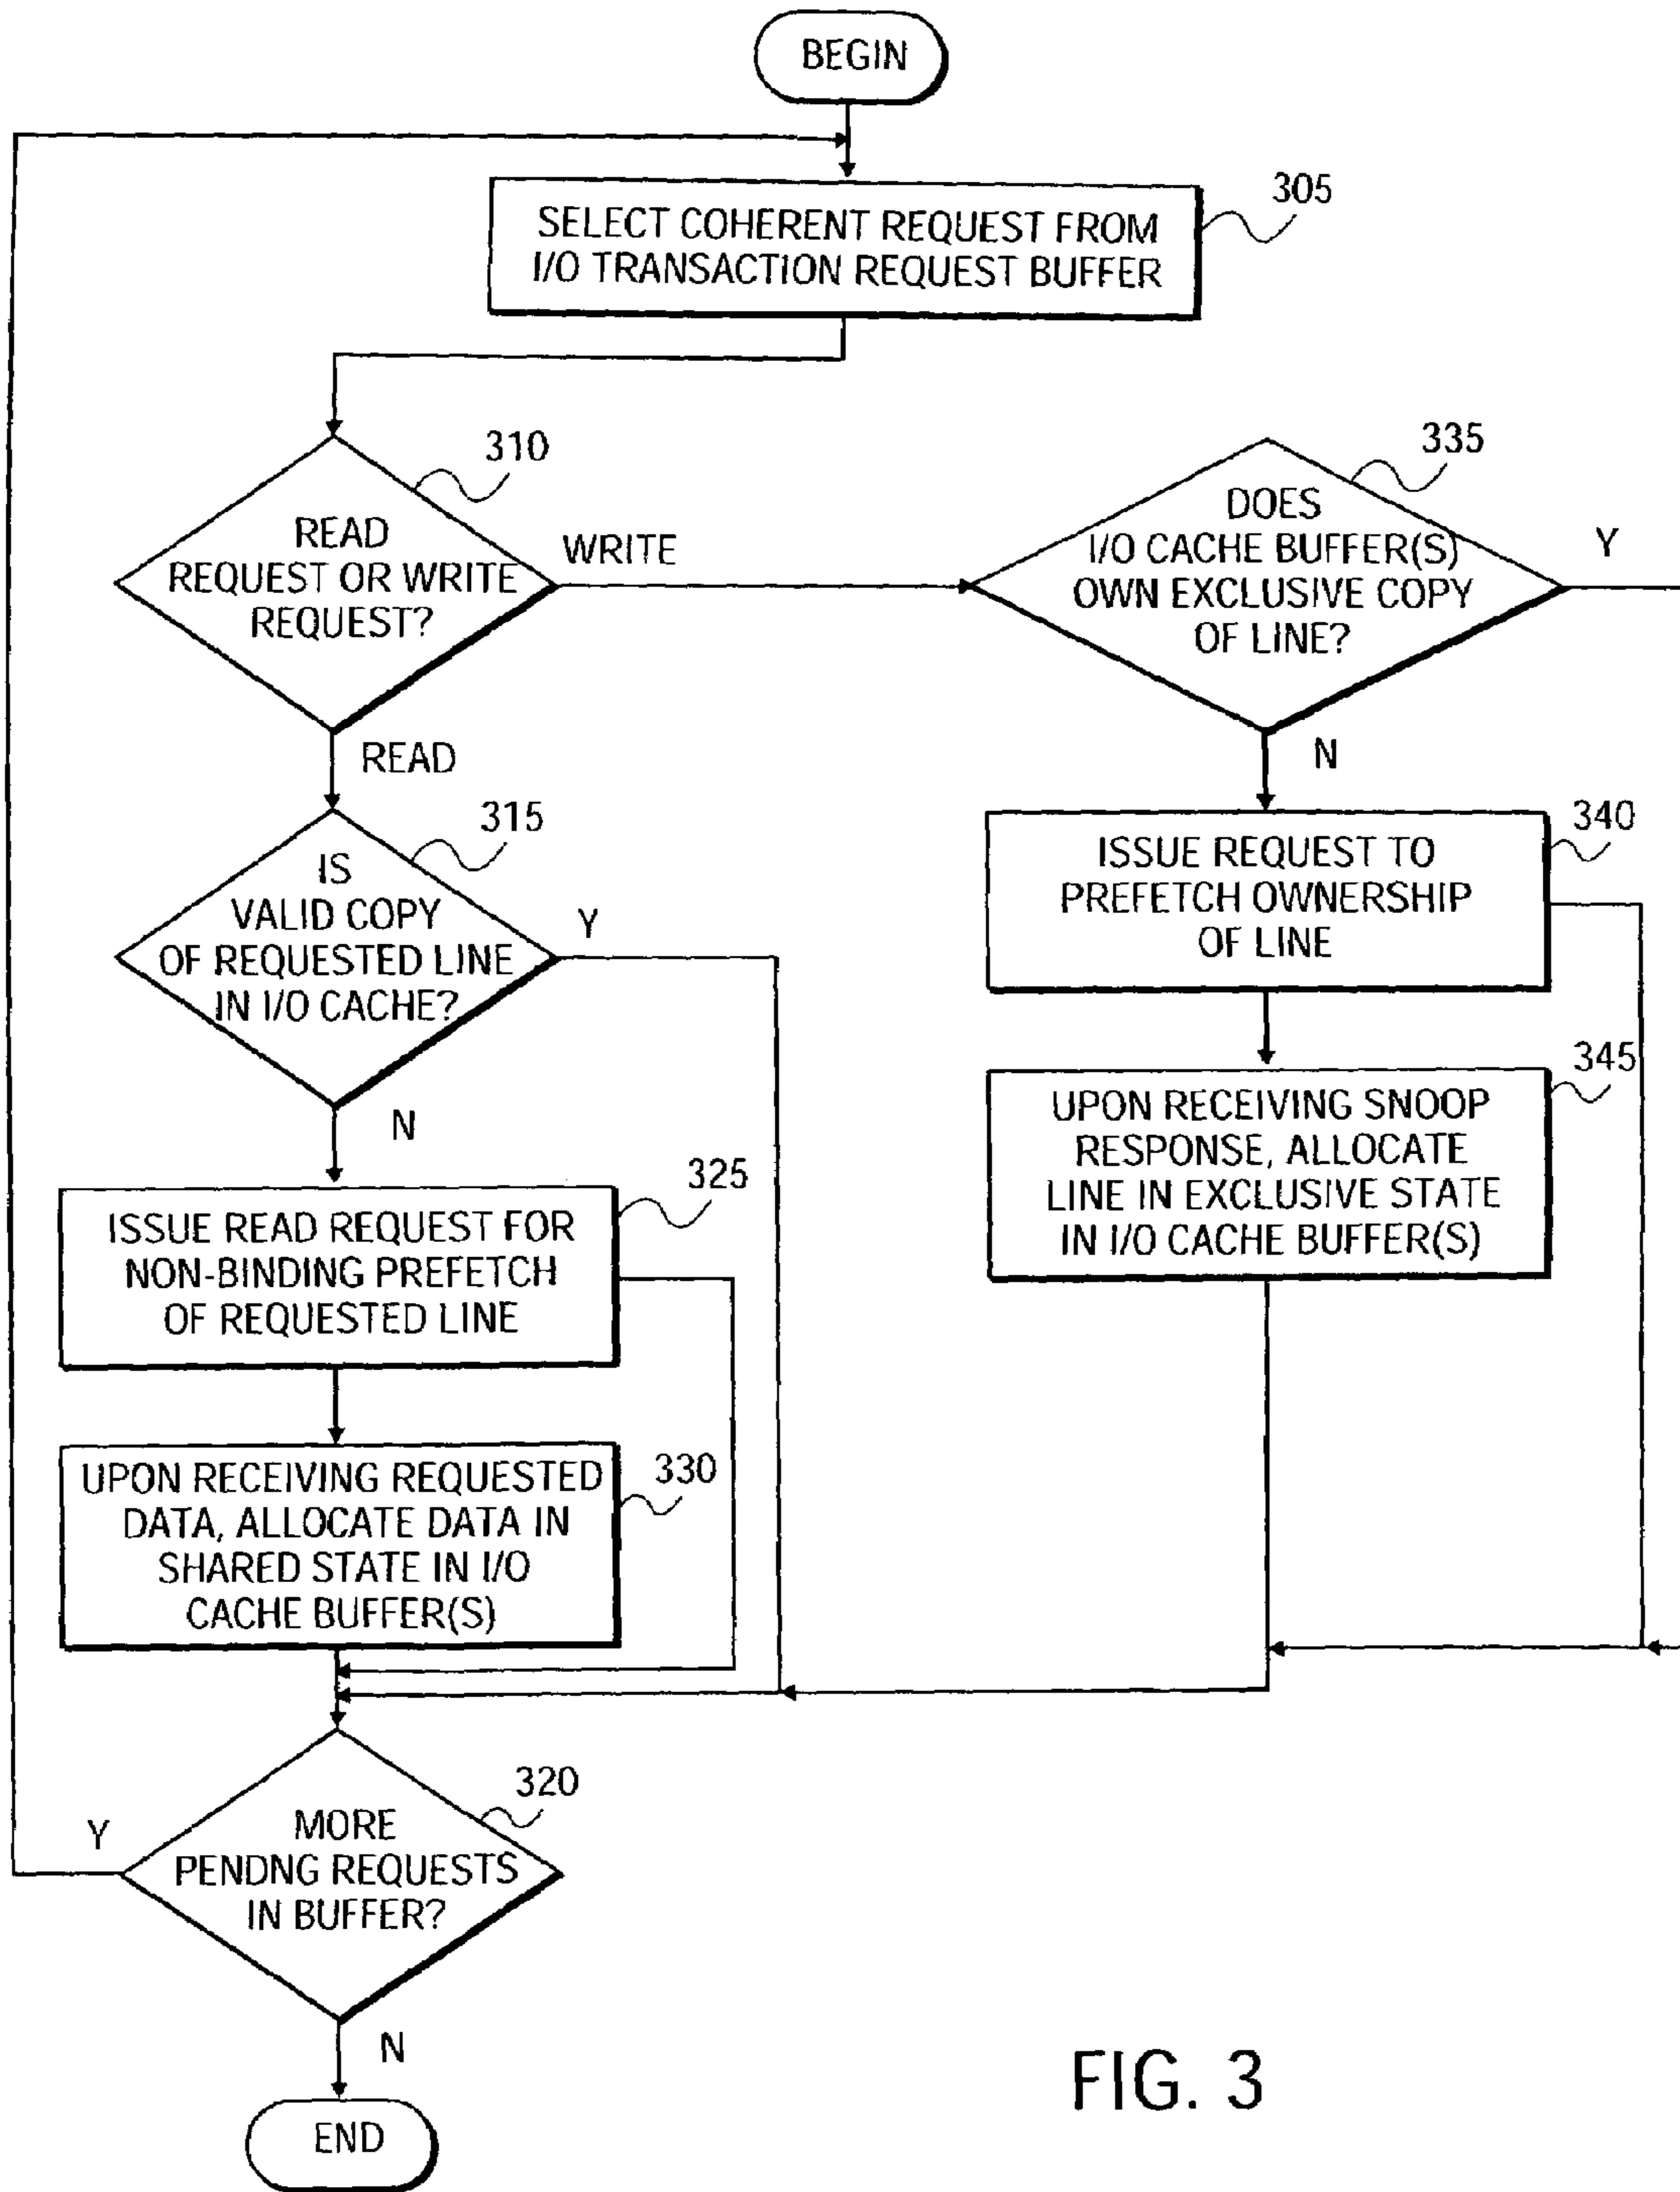 BEGIN
305
SELECT COHERENT REQUEST FROM
I/O TRANSACTION REQUEST BUFFER
310
READ
REQUEST OR WRITE
REQUEST?
WRITE
READ
335
DOES
I/O CACHE BUFFER(S)
OWN EXCLUSIVE COPY
OF LINE?
Y
N
315
IS
VALID COPY
OF REQUESTED LINE
IN I/O CACHE?
Y
N
340
ISSUE REQUEST TO
PREFETCH OWNERSHIP
OF LINE
345
UPON RECEIVING SNOOP
RESPONSE, ALLOCATE
LINE IN EXCLUSIVE STATE
IN I/O CACHE BUFFER(S)
325
ISSUE READ REQUEST FOR
NON-BINDING PREFETCH
OF REQUESTED LINE
330
UPON RECEIVING REQUESTED
DATA, ALLOCATE DATA IN
SHARED STATE IN I/O
CACHE BUFFER(S)
320
MORE
PENDNG REQUESTS
IN BUFFER?
Y
N
END
FIG. 3